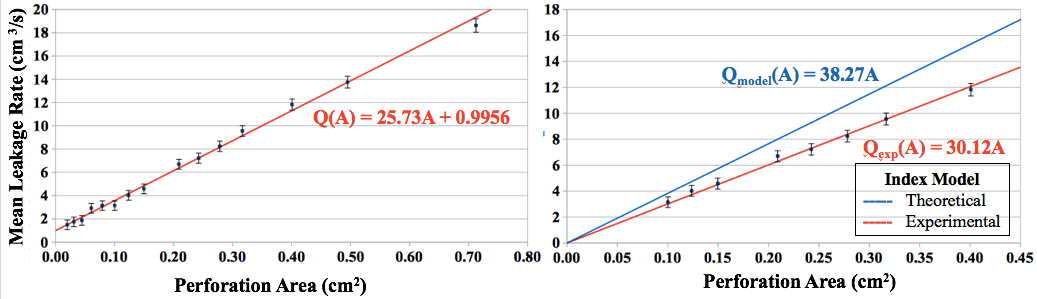 Mean Leakage Rate (cm³/s)
20
18
16
14
12
10
8
6
4
2
0
0.00 0.10 0.20 0.30 0.40 0.50 0.60 0.70 0.80
Perforation Area (cm²)
Q(A) = 25.73A + 0.9956
18
16
14
12
10
8
6
4
2
0
0.00 0.05 0.10 0.15 0.20 0.25 0.30 0.35 0.40 0.45
Perforation Area (cm²)
Qmodel(A) = 38.27A
Qexp(A) = 30.12A
Index Model
Theoretical
Experimental